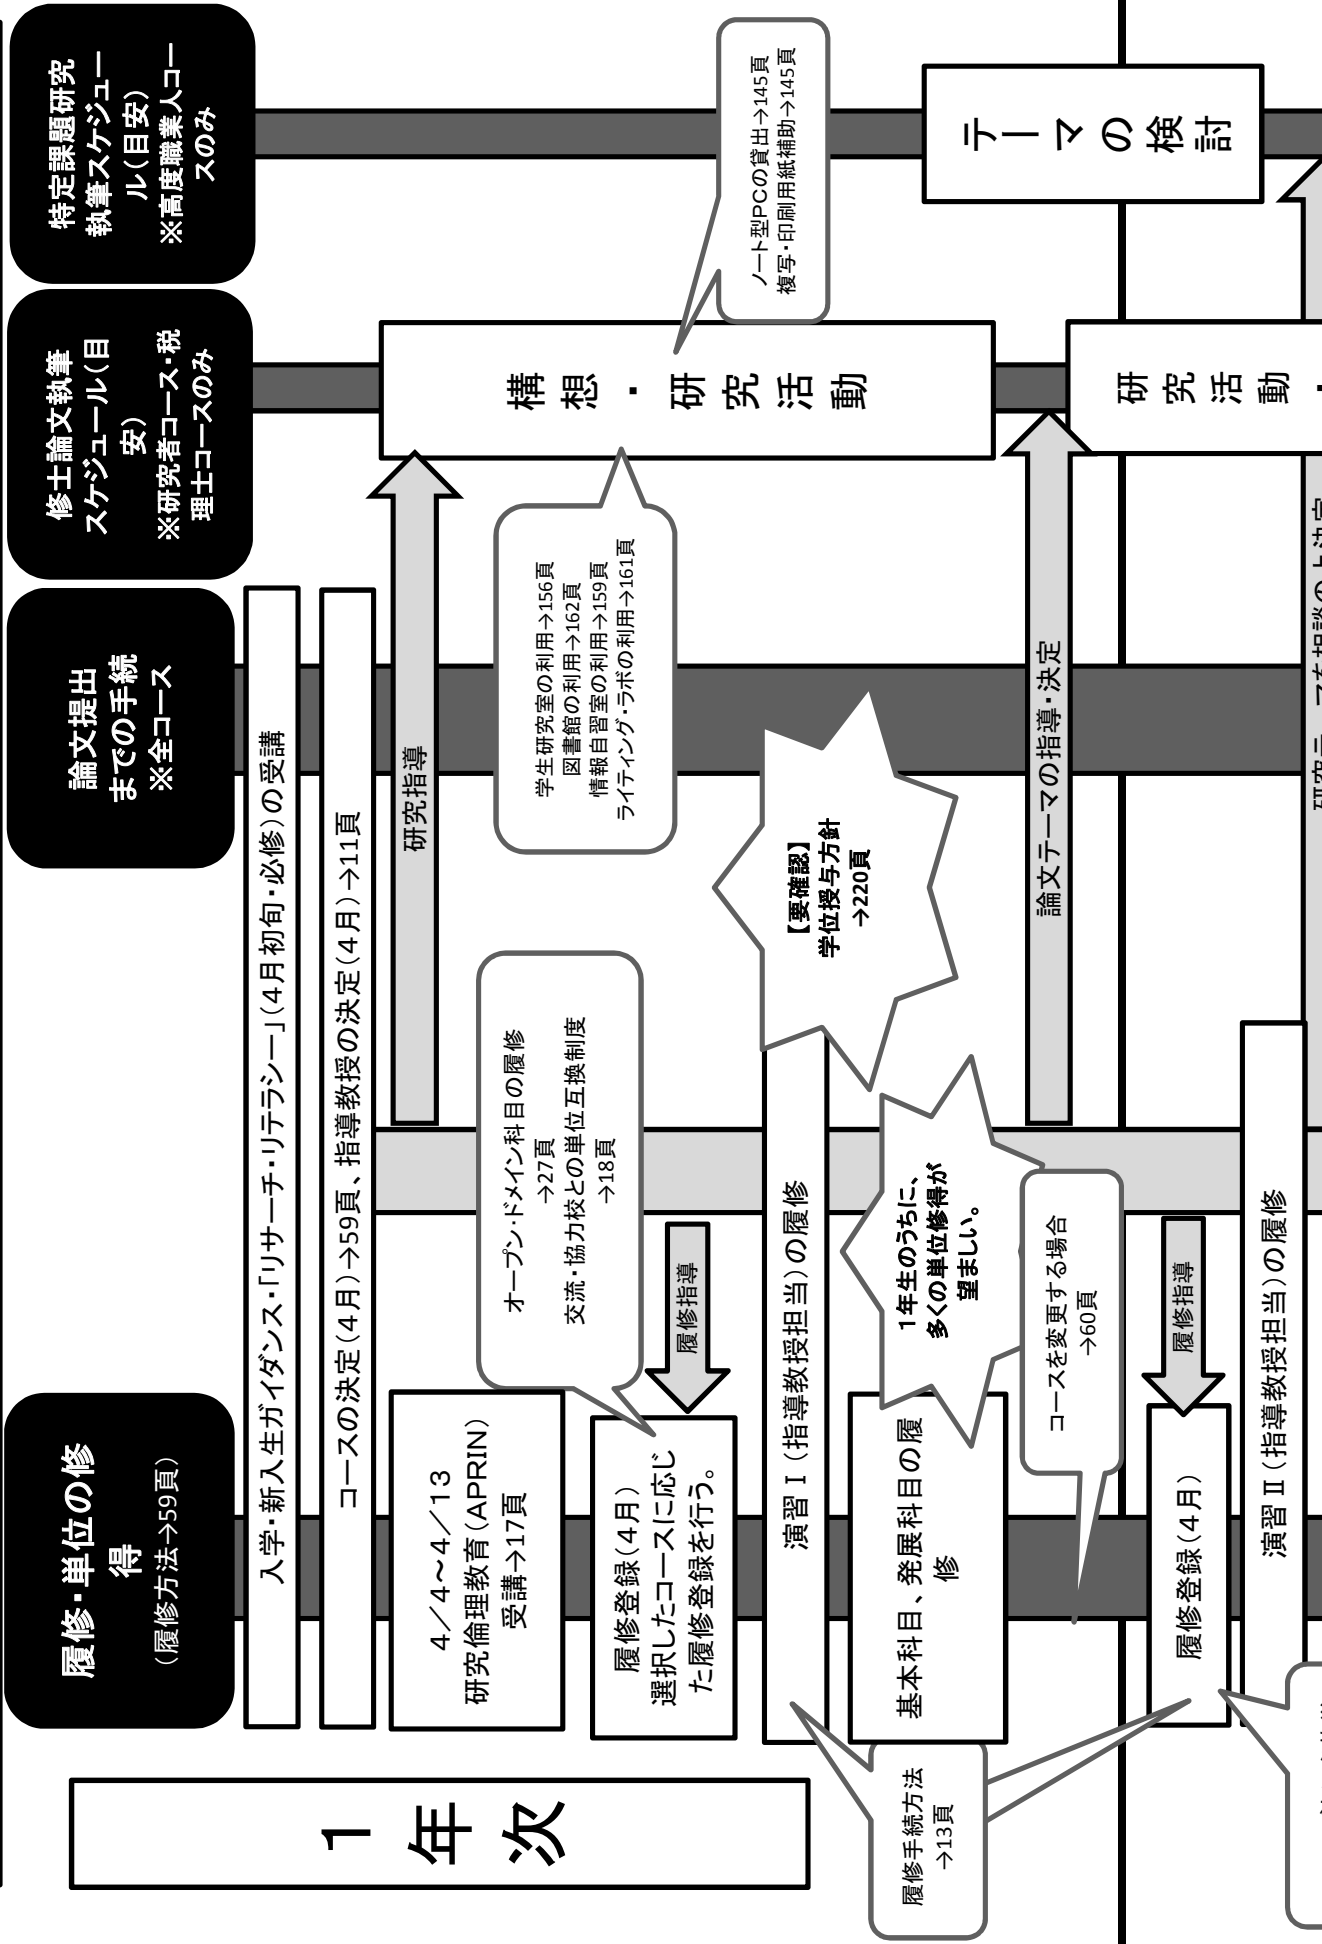 履修・単位の修
得
（履修方法→59頁）
論文提出
までの手続
※全コース
修士論文執筆
スケジュール（目
安）
※研究者コース・税
理士コースのみ
特定課題研究
執筆スケジュー
ル（目安）
※高度職業人コー
スのみ
１年次
入学・新入生ガイダンス・「リサーチ・リテラシー」（４月初旬・必修）の受講
コースの決定（４月）→59頁、指導教授の決定（４月）→11頁
研究指導
４／４～４／13
研究倫理教育（APRIN）
受講→17頁
オープン・ドメイン科目の履修
→27頁
交流・協力校との単位互換制度
→18頁
学生研究室の利用→156頁
図書館の利用→162頁
情報自習室の利用→159頁
ライティング・ラボの利用→161頁
構想・研究活動
ノート型PCの貸出→145頁
複写・印刷用紙補助→145頁
履修登録（４月）
選択したコースに応じ
た履修登録を行う。
履修指導
演習Ⅰ（指導教授担当）の履修
【要確認】
学位授与方針
→220頁
基本科目、発展科目の履
修
１年生のうちに、
多くの単位修得が
望ましい。
履修手続方法
→13頁
コースを変更する場合
→60頁
論文テーマの指導・決定
テーマの検討
履修登録（４月）
履修指導
演習Ⅱ（指導教授担当）の履修
研究活動